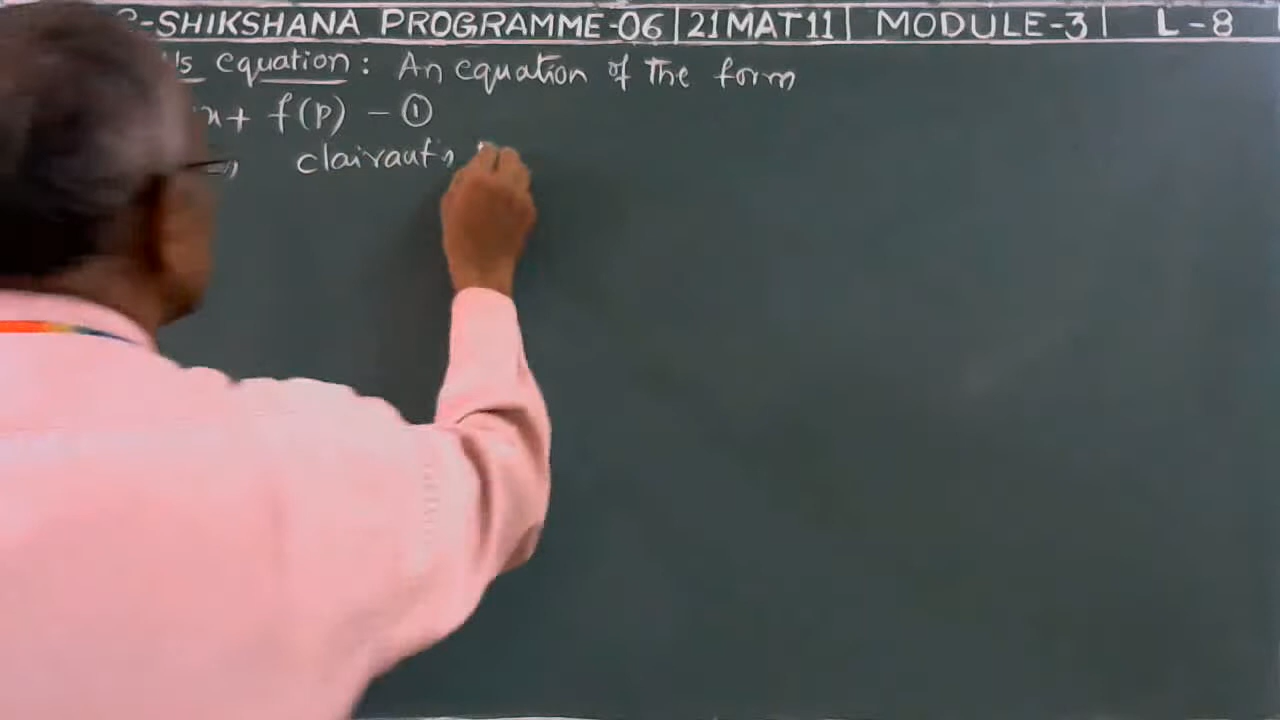 -SHIKSHANA PROGRAMME-06 | 21MAT11 | MODULE-3 | L-8
equation : An equation of the form
x + f(p) - ①
clairaut's